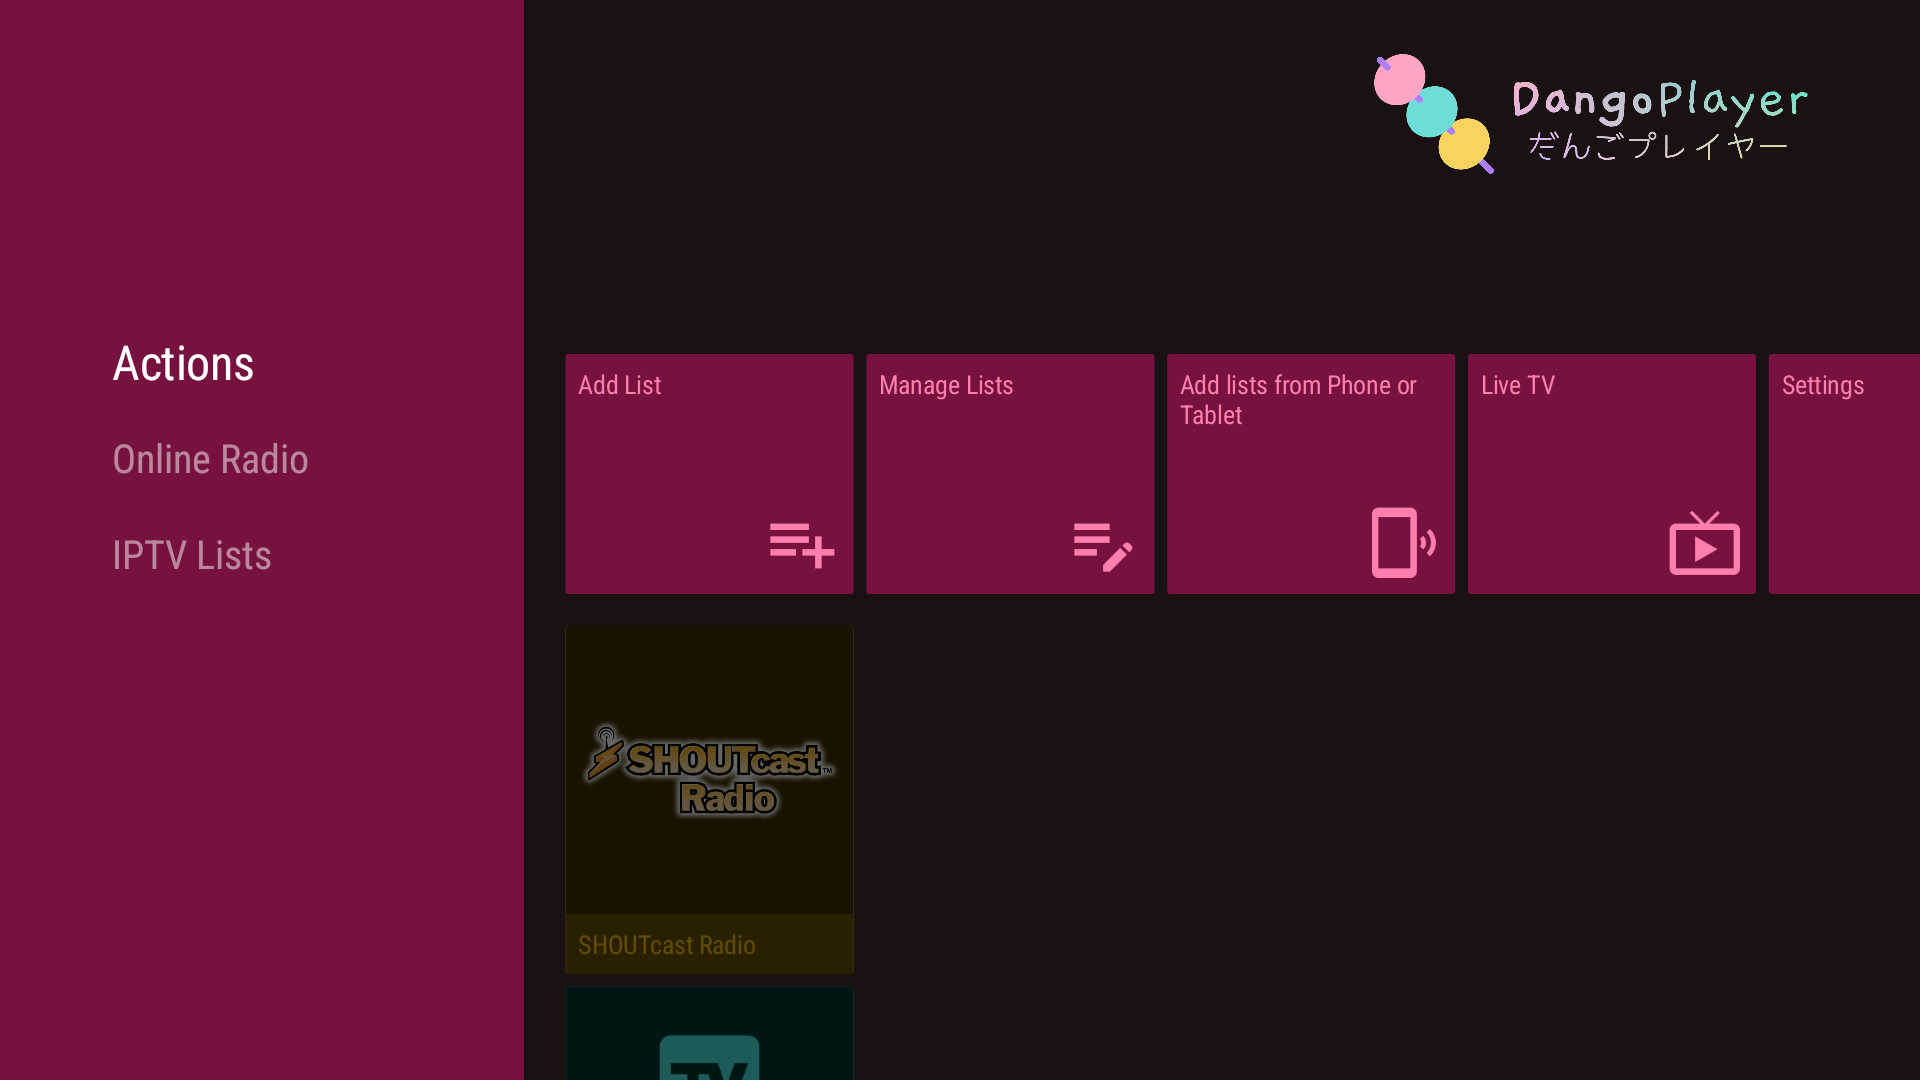 DangoPlayer
だんごプレイヤー
Actions
Online Radio
IPTV Lists
Add List
Manage Lists
Add lists from Phone or
Tablet
Live TV
Settings
SHOUTcast™
Radio
SHOUTcast Radio
TV